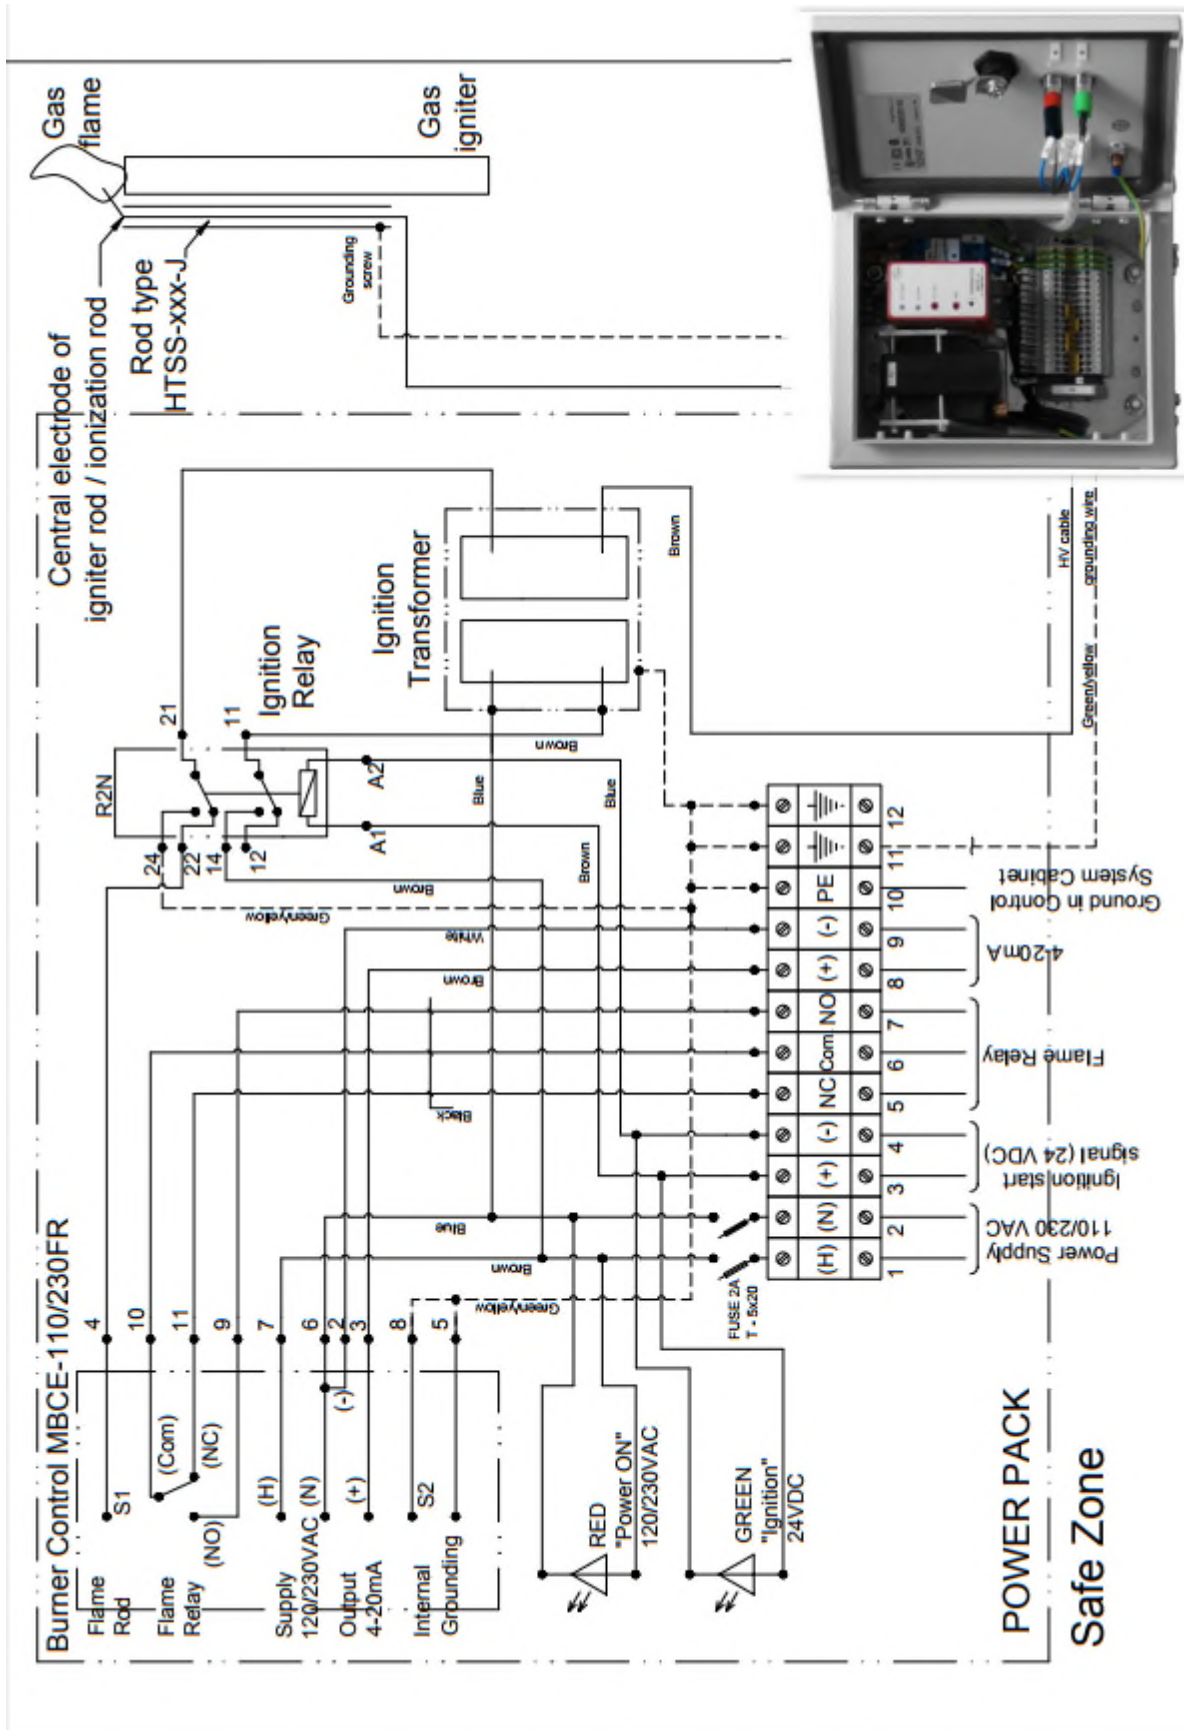 Burner Control MBCE-110/230FR
Central electrode of
igniter rod / ionization rod
Gas
flame
Rod type
HTSS-xxx-J
Gas
igniter
Grounding
screw
R2N
24
22
14
12
21
11
A1
A2
Ignition
Relay
Ignition
Transformer
Flame
Rod
S1
4
Flame
Relay
(Com)
(NC)
(NO)
10
11
9
Supply
120/230VAC
(H)
(N)
7
6
Output
4-20mA
(-)
(+)
2
3
Internal
Grounding
S2
8
5
Green/yellow
Brown
White
Brown
Black
Blue
Brown
Green/yellow
Blue
Brown
Brown
Blue
Brown
RED
"Power ON"
120/230VAC
GREEN
"Ignition"
24VDC
FUSE 2A
T - 5x20
(H)
(N)
(+)
(-)
NC
Com.
NO
(+)
(-)
PE
1
2
3
4
5
6
7
8
9
10
11
12
Power Supply
110/230 VAC
Ignition start
signal (24 VDC)
Flame Relay
4-20mA
Ground in Control
System Cabinet
Green/yellow
grounding wire
HV cable
POWER PACK
Safe Zone